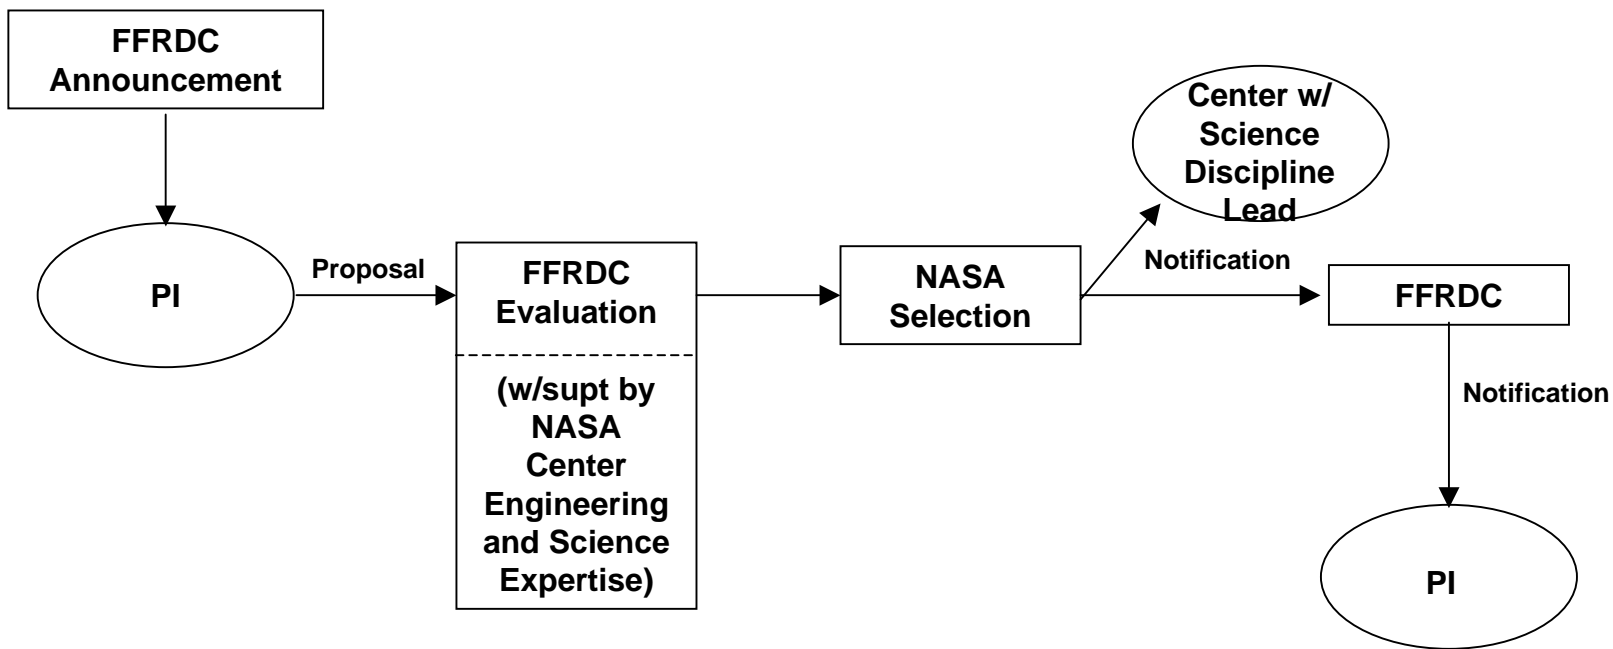 FFRDC
Announcement
PI
Proposal
FFRDC
Evaluation
(w/supt by
NASA
Center
Engineering
and Science
Expertise)
NASA
Selection
Center w/
Science
Discipline
Lead
Notification
FFRDC
Notification
PI